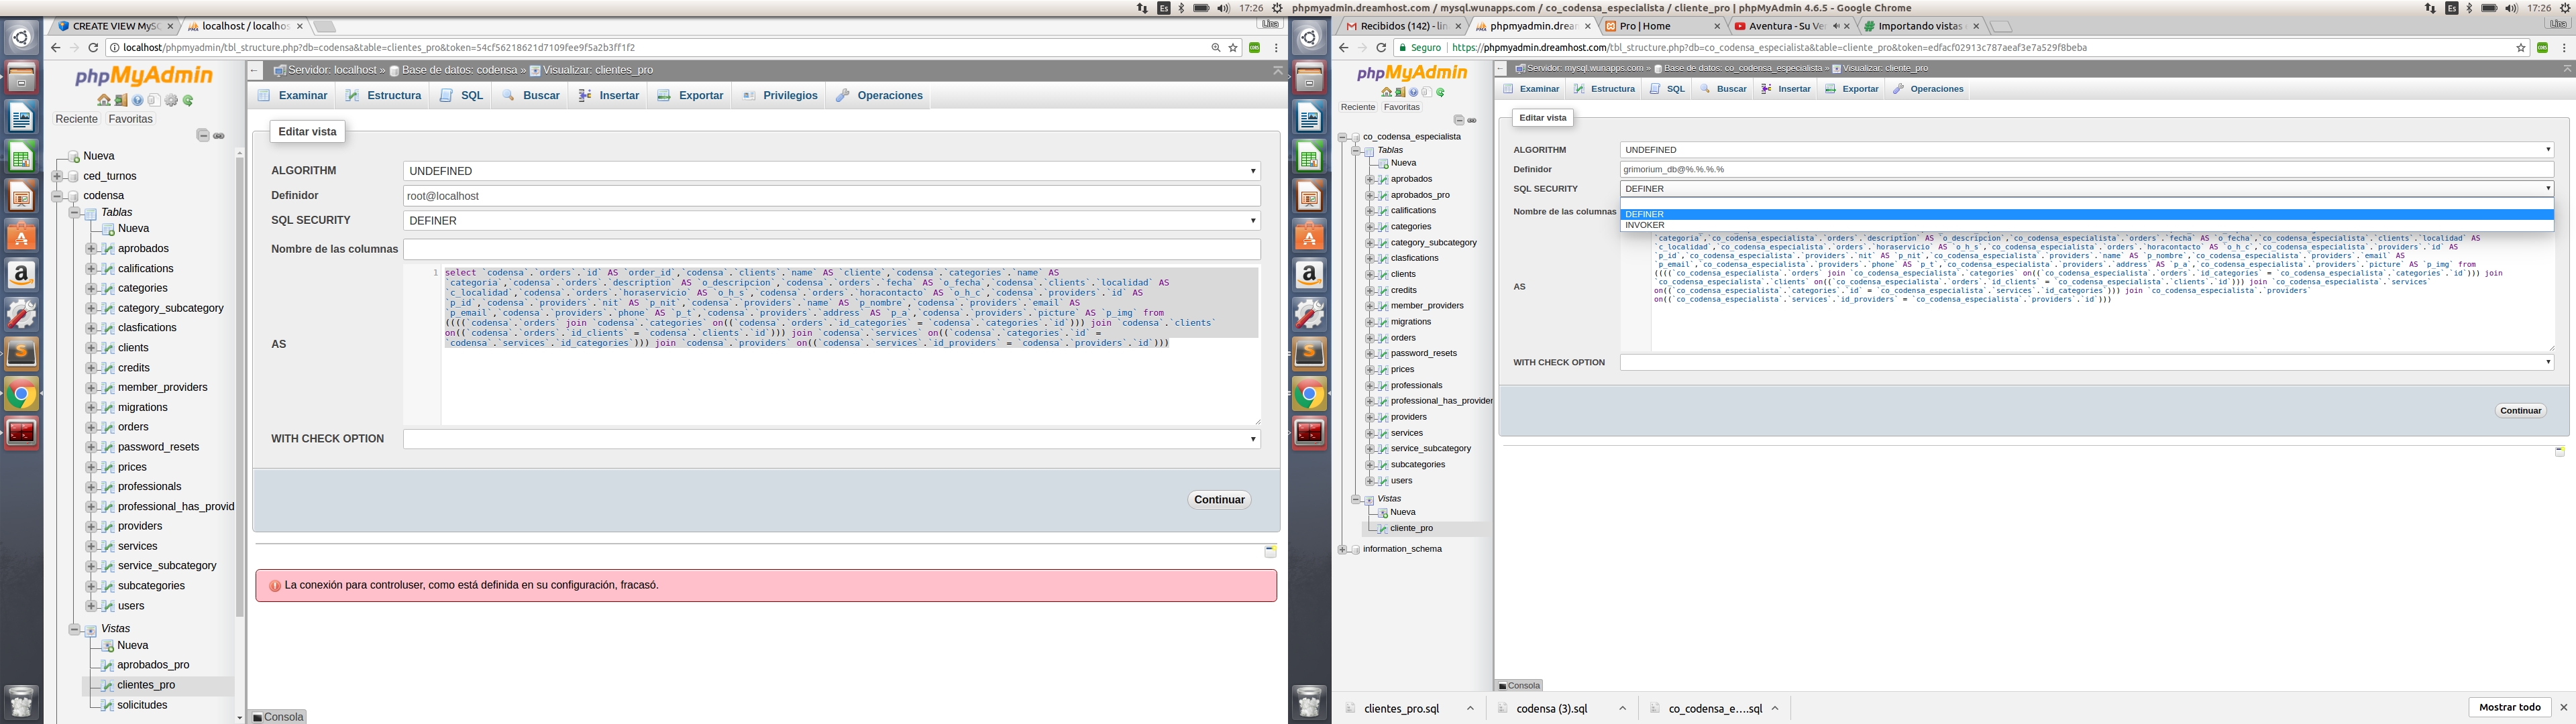 Es 17:26 phpmyadmin.dreamhost.com / mysql.wunapps.com / co_codensa_especialista / cliente_pro | phpMyAdmin 4.6.5 - Google Chrome Es 17:26
CREATE VIEW MyS
localhost / localhos
Lina
localhost/phpmyadmin/tbl_structure.php?db=codensa&table=clientes_pro&token=54cf56218621d7109fee9f5a2b3ff1f2
phpMyAdmin
Reciente Favoritas
Nueva
ced_turnos
codensa
Tablas
Nueva
aprobados
califications
categories
category_subcategory
clasfications
clients
credits
member_providers
migrations
orders
password_resets
prices
professionals
professional_has_provid
providers
services
service_subcategory
subcategories
users
Vistas
Nueva
aprobados_pro
clientes_pro
solicitudes
Servidor: localhost » Base de datos: codensa » Visualizar: clientes_pro
Examinar Estructura SQL Buscar Insertar Exportar Privilegios Operaciones
Editar vista
ALGORITHM UNDEFINED
Definidor root@localhost
SQL SECURITY DEFINER
Nombre de las columnas
AS
1 select `codensa`.`orders`.`id` AS `order_id`,`codensa`.`clients`.`name` AS `cliente`,`codensa`.`categories`.`name` AS
`categoria`,`codensa`.`orders`.`description` AS `o_descripcion`,`codensa`.`orders`.`fecha` AS `o_fecha`,`codensa`.`clients`.`localidad` AS
`c_localidad`,`codensa`.`orders`.`horaservicio` AS `o_h_s`,`codensa`.`orders`.`horacontacto` AS `o_h_c`,`codensa`.`providers`.`id` AS
`p_id`,`codensa`.`providers`.`nit` AS `p_nit`,`codensa`.`providers`.`name` AS `p_nombre`,`codensa`.`providers`.`email` AS
`p_email`,`codensa`.`providers`.`phone` AS `p_t`,`codensa`.`providers`.`address` AS `p_a`,`codensa`.`providers`.`picture` AS `p_img` from
((((`codensa`.`orders` join `codensa`.`categories` on((`codensa`.`orders`.`id_categories` = `codensa`.`categories`.`id`))) join `codensa`.`clients`
on((`codensa`.`orders`.`id_clients` = `codensa`.`clients`.`id`))) join `codensa`.`services` on((`codensa`.`categories`.`id` =
`codensa`.`services`.`id_categories`))) join `codensa`.`providers` on((`codensa`.`services`.`id_providers` = `codensa`.`providers`.`id`)))
WITH CHECK OPTION
Continuar
La conexión para controluser, como está definida en su configuración, fracasó.
Consola
Recibidos (142) - lin
phpmyadmin.dream
Pro | Home
Aventura - Su Ve
Importando vistas
Lina
Seguro https://phpmyadmin.dreamhost.com/tbl_structure.php?db=co_codensa_especialista&table=cliente_pro&token=edfacf02913c787aeaf3e7a529f8beba
phpMyAdmin
Reciente Favoritas
co_codensa_especialista
Tablas
Nueva
aprobados
aprobados_pro
califications
categories
category_subcategory
clasfications
clients
credits
member_providers
migrations
orders
password_resets
prices
professionals
professional_has_provider
providers
services
service_subcategory
subcategories
users
Vistas
Nueva
cliente_pro
information_schema
Servidor: mysql.wunapps.com » Base de datos: co_codensa_especialista » Visualizar: cliente_pro
Examinar Estructura SQL Buscar Insertar Exportar Operaciones
Editar vista
ALGORITHM UNDEFINED
Definidor grimorium_db@%.%.%.%
SQL SECURITY DEFINER
DEFINER
INVOKER
Nombre de las columnas
AS
`categoria`,`co_codensa_especialista`.`orders`.`description` AS `o_descripcion`,`co_codensa_especialista`.`orders`.`fecha` AS `o_fecha`,`co_codensa_especialista`.`clients`.`localidad` AS
`c_localidad`,`co_codensa_especialista`.`orders`.`horaservicio` AS `o_h_s`,`co_codensa_especialista`.`orders`.`horacontacto` AS `o_h_c`,`co_codensa_especialista`.`providers`.`id` AS
`p_id`,`co_codensa_especialista`.`providers`.`nit` AS `p_nit`,`co_codensa_especialista`.`providers`.`name` AS `p_nombre`,`co_codensa_especialista`.`providers`.`email` AS
`p_email`,`co_codensa_especialista`.`providers`.`phone` AS `p_t`,`co_codensa_especialista`.`providers`.`address` AS `p_a`,`co_codensa_especialista`.`providers`.`picture` AS `p_img` from
((((`co_codensa_especialista`.`orders` join `co_codensa_especialista`.`categories` on((`co_codensa_especialista`.`orders`.`id_categories` = `co_codensa_especialista`.`categories`.`id`))) join
`co_codensa_especialista`.`clients` on((`co_codensa_especialista`.`orders`.`id_clients` = `co_codensa_especialista`.`clients`.`id`))) join `co_codensa_especialista`.`services`
on((`co_codensa_especialista`.`categories`.`id` = `co_codensa_especialista`.`services`.`id_categories`))) join `co_codensa_especialista`.`providers`
on((`co_codensa_especialista`.`services`.`id_providers` = `co_codensa_especialista`.`providers`.`id`)))
WITH CHECK OPTION
Continuar
Consola
clientes_pro.sql
codensa (3).sql
co_codensa_e....sql
Mostrar todo